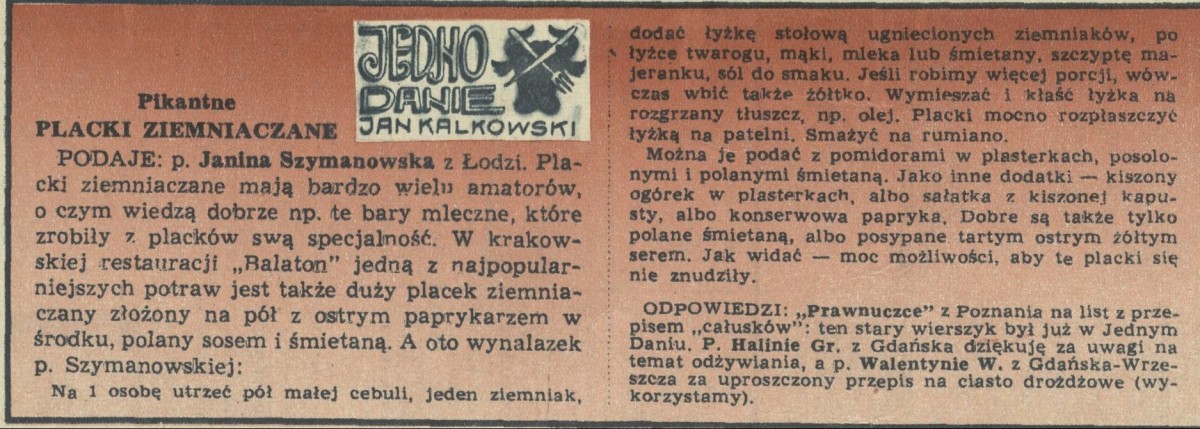 JEDNO
DANIE
JAN KALKOWSKI
Pikantne
PLACKI ZIEMNIACZANE
PODAJE: p. Janina Szymanowska z Łodzi. Pla-
cki ziemniaczane mają bardzo wielu amatorów,
o czym wiedzą dobrze np. te bary mleczne, które
zrobiły z placków swą specjalność. W krakow-
skiej restauracji „Balaton” jedną z najpopular-
niejszych potraw jest także duży placek ziemnia-
czany złożony na pół z ostrym paprykarzem w
środku, polany sosem i śmietaną. A oto wynalazek
p. Szymanowskiej:
Na 1 osobę utrzeć pół małej cebuli, jeden ziemniak,
dodać łyżkę stołową ugniecionych ziemniaków, po
łyżce twarogu, mąki, mleka lub śmietany, szczyptę ma-
jeranku, sól do smaku. Jeśli robimy więcej porcji, wów-
czas wbić także żółtko. Wymieszać i kłaść łyżka na
rozgrzany tłuszcz, np. olej. Placki mocno rozpłaszczyć
łyżką na patelni. Smażyć na rumiano.
Można je podać z pomidorami w plasterkach, posolo-
nymi i polanymi śmietaną. Jako inne dodatki — kiszony
ogórek w plasterkach, albo sałatka z kiszonej kapu-
sty, albo konserwowa papryka. Dobre są także tylko
polane śmietaną, albo posypane tartym ostrym żółtym
serem. Jak widać — moc możliwości, aby te placki się
nie znudziły.
ODPOWIEDZI: „Prawnuczce” z Poznania na list z prze-
pisem „całusków”: ten stary wierszyk był już w Jednym
Daniu. P. Halinie Gr. z Gdańska dziękuję za uwagi na
temat odżywiania, a p. Walentynie W. z Gdańska-Wrze-
szcza za uproszczony przepis na ciasto drożdżowe (wy-
korzystamy).